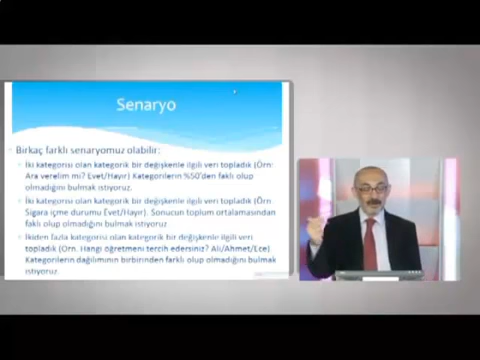 Senaryo
Birkaç farklı senaryomuz olabilir:
İki kategorisi olan kategorik bir değişkenle ilgili veri topladık (Örn:
Ara verelim mi? Evet/Hayır) Kategorilerin %50'den faklı olup
olmadığını bulmak istiyoruz.
İki kategorisi olan kategorik bir değişkenle ilgili veri topladık (Örn
Sigara içme durumu Evet/Hayır). Sonucun toplum ortalamasından
faklı olup olmadığını bulmak istiyoruz
İkiden fazla kategorisi olan kategorik bir değişkenle ilgili veri
topladık (Örn. Hangi öğretmeni tercih edersiniz? Ali/Ahmet/Ece)
Kategorilerin dağılımının birbirinden farklı olup olmadığını bulmak
istiyoruz.